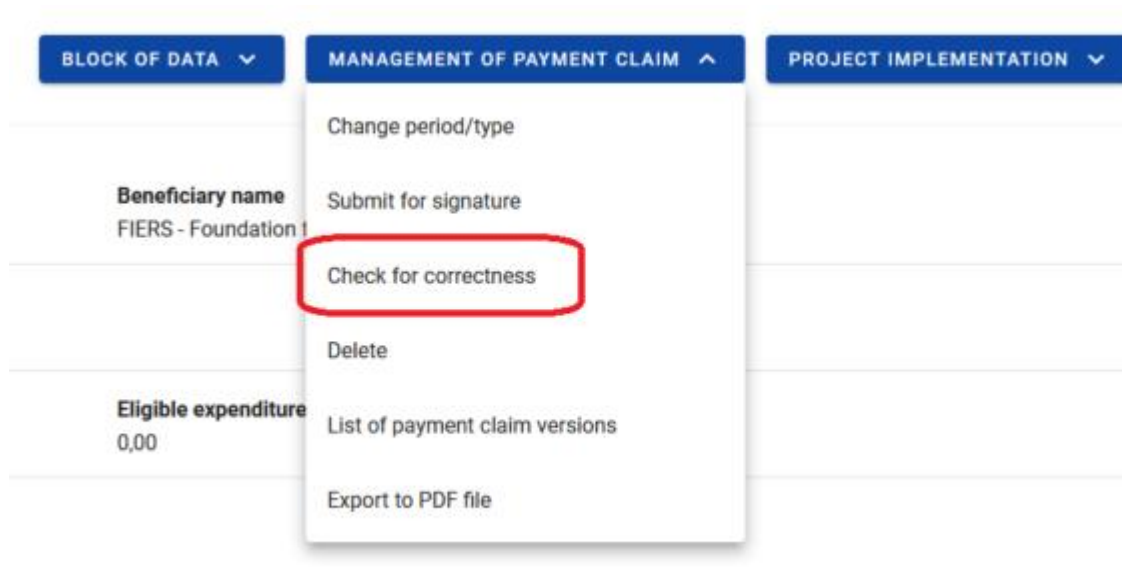 BLOCK OF DATA
MANAGEMENT OF PAYMENT CLAIM
PROJECT IMPLEMENTATION
Change period/type
Beneficiary name
Submit for signature
FIERS - Foundation
Check for correctness
Delete
Eligible expenditure
List of payment claim versions
0,00
Export to PDF file